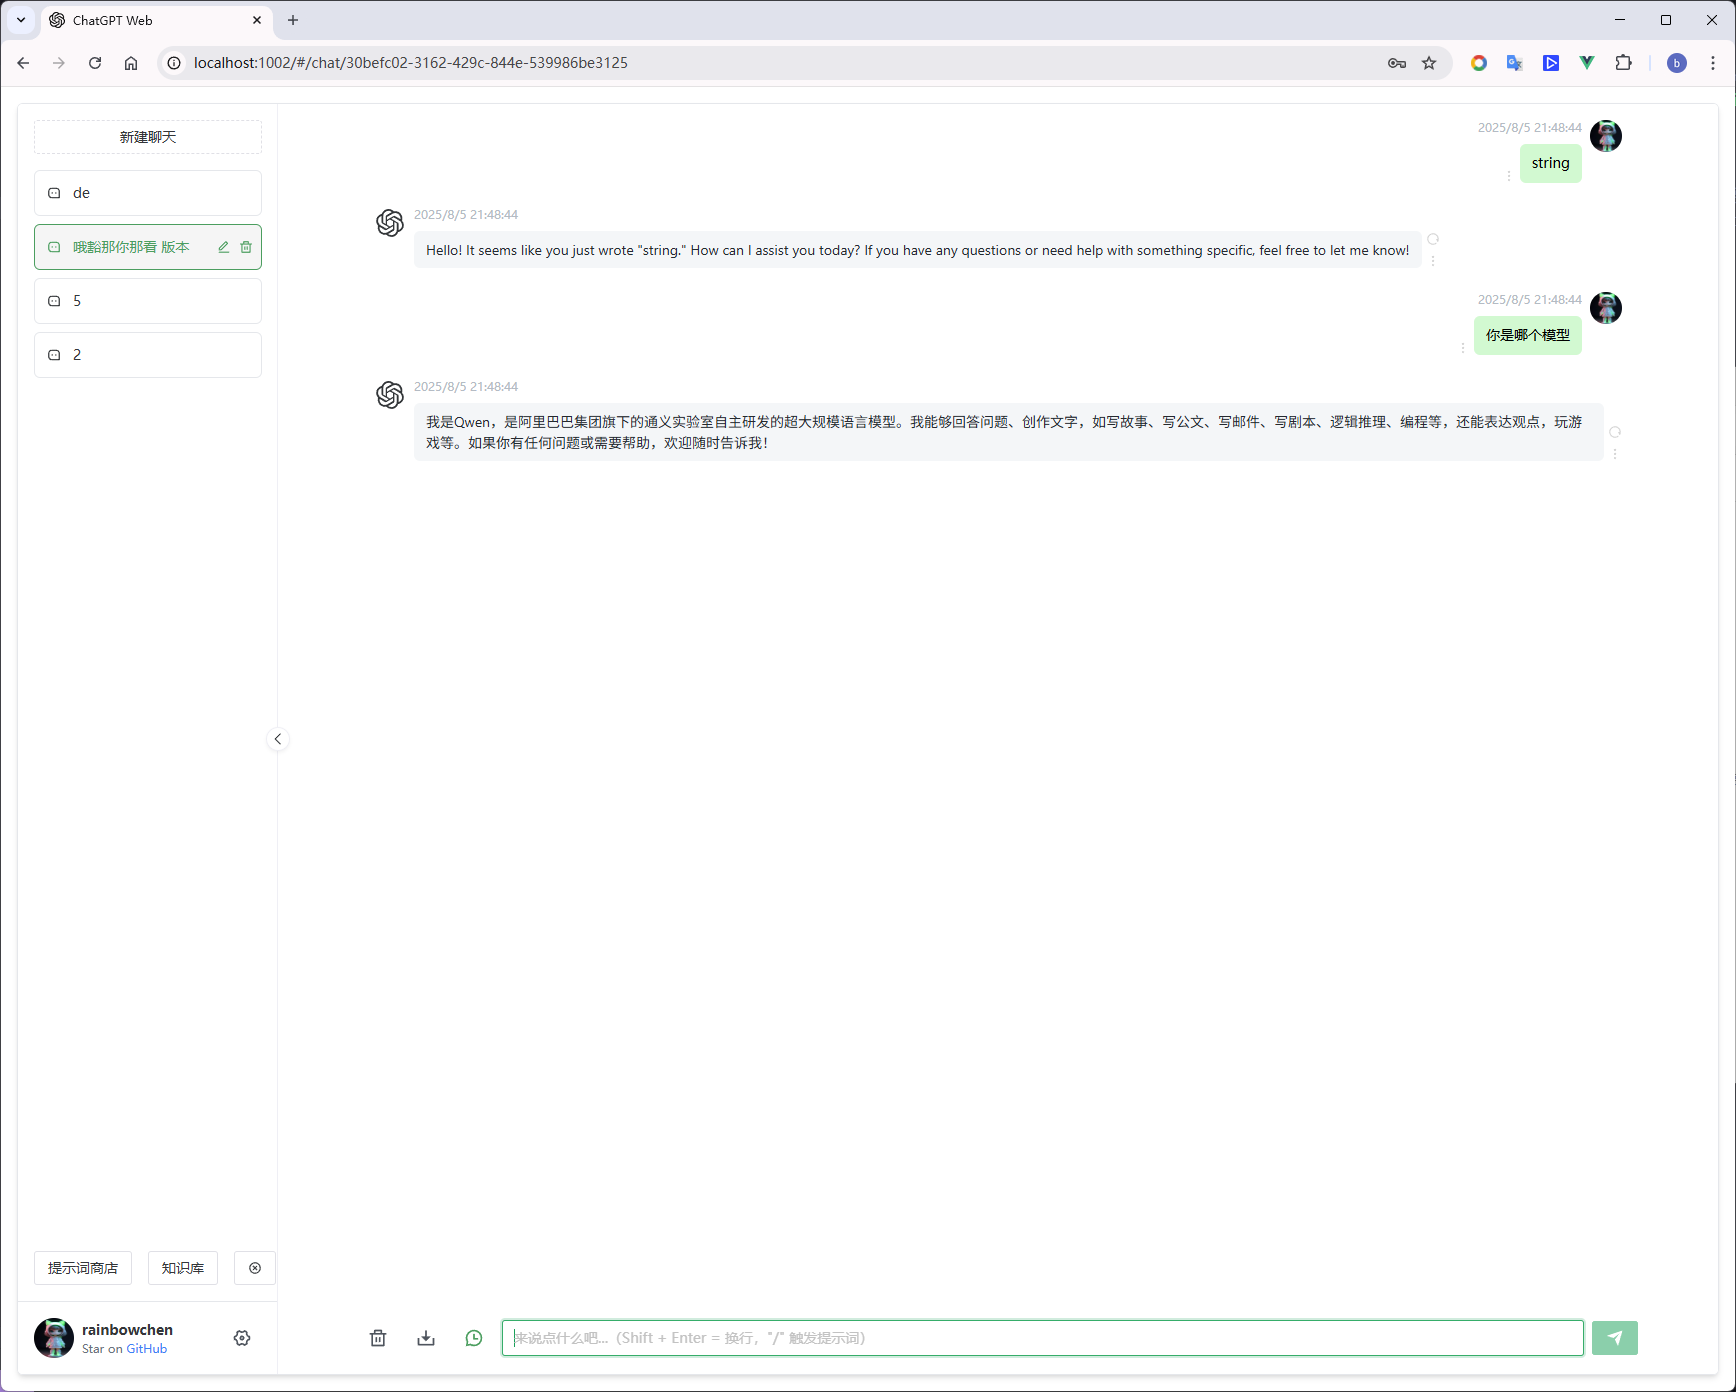 ChatGPT Web
localhost:1002/#/chat/30befc02-3162-429c-844e-539986be3125
b
新建聊天
de
哦豁那你那看 版本
5
2
2025/8/5 21:48:44
string
2025/8/5 21:48:44
Hello! It seems like you just wrote "string." How can I assist you today? If you have any questions or need help with something specific, feel free to let me know!
2025/8/5 21:48:44
你是哪个模型
2025/8/5 21:48:44
我是Qwen，是阿里巴巴集团旗下的通义实验室自主研发的超大规模语言模型。我能够回答问题、创作文字，如写故事、写公文、写邮件、写剧本、逻辑推理、编程等，还能表达观点，玩游
戏等。如果你有任何问题或需要帮助，欢迎随时告诉我！
提示词商店
知识库
rainbowchen
Star on GitHub
来说点什么吧...（Shift + Enter = 换行，"/" 触发提示词）